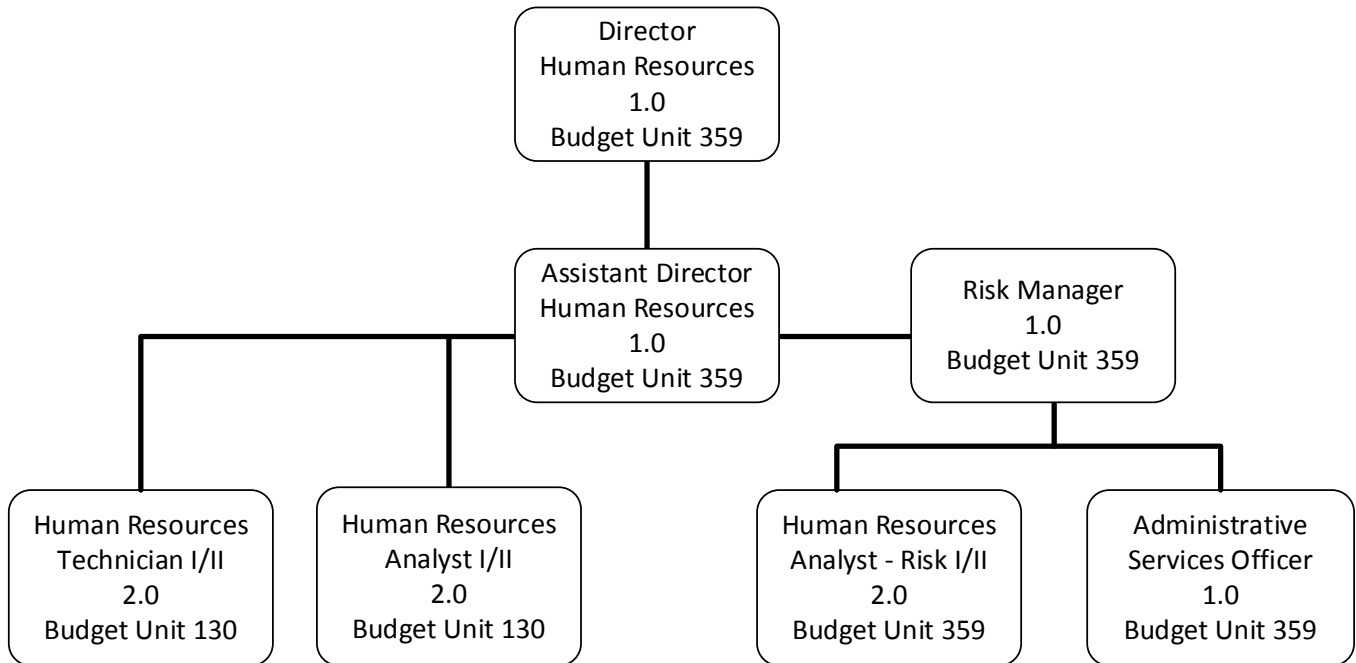 Director
Human Resources
1.0
Budget Unit 359
Assistant Director
Human Resources
1.0
Budget Unit 359
Risk Manager
1.0
Budget Unit 359
Human Resources
Technician I/II
2.0
Budget Unit 130
Human Resources
Analyst I/II
2.0
Budget Unit 130
Human Resources
Analyst - Risk I/II
2.0
Budget Unit 359
Administrative
Services Officer
1.0
Budget Unit 359